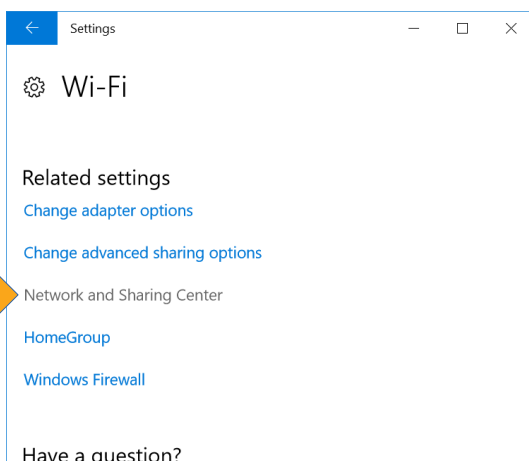 Settings
Wi-Fi
Related settings
Change adapter options
Change advanced sharing options
Network and Sharing Center
HomeGroup
Windows Firewall
Have a question?